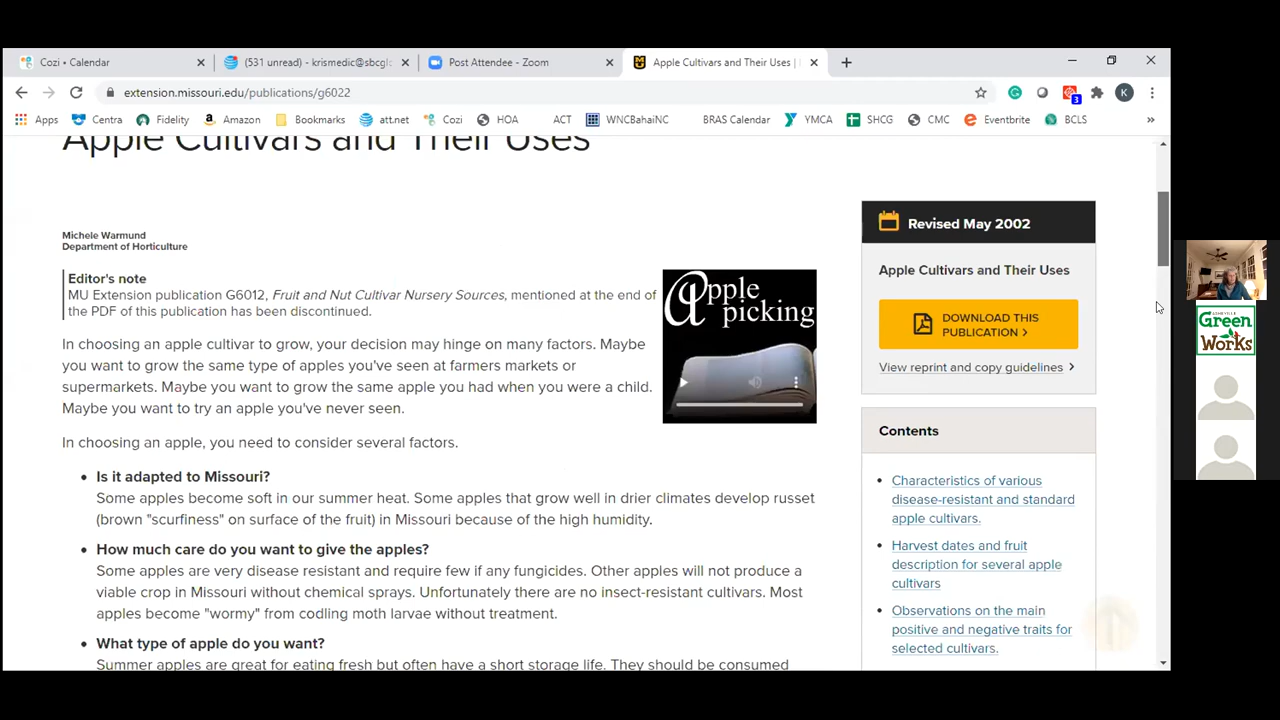 Cozi • Calendar
(531 unread) - krismedic@sbcgl
Post Attendee - Zoom
Apple Cultivars and Their Uses |
extension.missouri.edu/publications/g6022
3
K
Apps
Centra
Fidelity
Amazon
Bookmarks
att.net
Cozi
HOA
ACT
WNCBahaiNC
BRAS Calendar
YMCA
SHCG
CMC
Eventbrite
BCLS
Apple Cultivars and Their Uses
Michele Warmund
Department of Horticulture
Editor's note
MU Extension publication G6012, Fruit and Nut Cultivar Nursery Sources, mentioned at the end of
the PDF of this publication has been discontinued.
In choosing an apple cultivar to grow, your decision may hinge on many factors. Maybe
you want to grow the same type of apples you've seen at farmers markets or
supermarkets. Maybe you want to grow the same apple you had when you were a child.
Maybe you want to try an apple you've never seen.
apple
picking
In choosing an apple, you need to consider several factors.
• Is it adapted to Missouri?
Some apples become soft in our summer heat. Some apples that grow well in drier climates develop russet
(brown "scurfiness" on surface of the fruit) in Missouri because of the high humidity.
• How much care do you want to give the apples?
Some apples are very disease resistant and require few if any fungicides. Other apples will not produce a
viable crop in Missouri without chemical sprays. Unfortunately there are no insect-resistant cultivars. Most
apples become "wormy" from codling moth larvae without treatment.
• What type of apple do you want?
Summer apples are great for eating fresh but often have a short storage life. They should be consumed
Revised May 2002
Apple Cultivars and Their Uses
DOWNLOAD THIS
PUBLICATION
View reprint and copy guidelines
Contents
• Characteristics of various
disease-resistant and standard
apple cultivars.
• Harvest dates and fruit
description for several apple
cultivars
• Observations on the main
positive and negative traits for
selected cultivars.
Green
Works